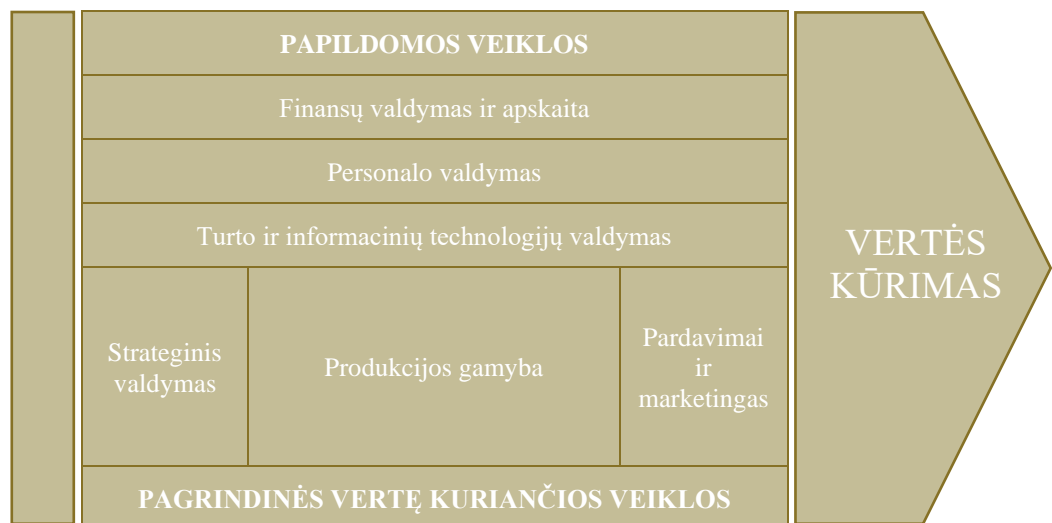 PAPILDOMOS VEIKLOS
Finansų valdymas ir apskaita
Personalo valdymas
Turto ir informacinių technologijų valdymas
Strateginis
valdymas
Produkcijos gamyba
Pardavimai
ir
marketingas
PAGRINDINĖS VERTĘ KURIANČIOS VEIKLOS
VERTĖS
KŪRIMAS